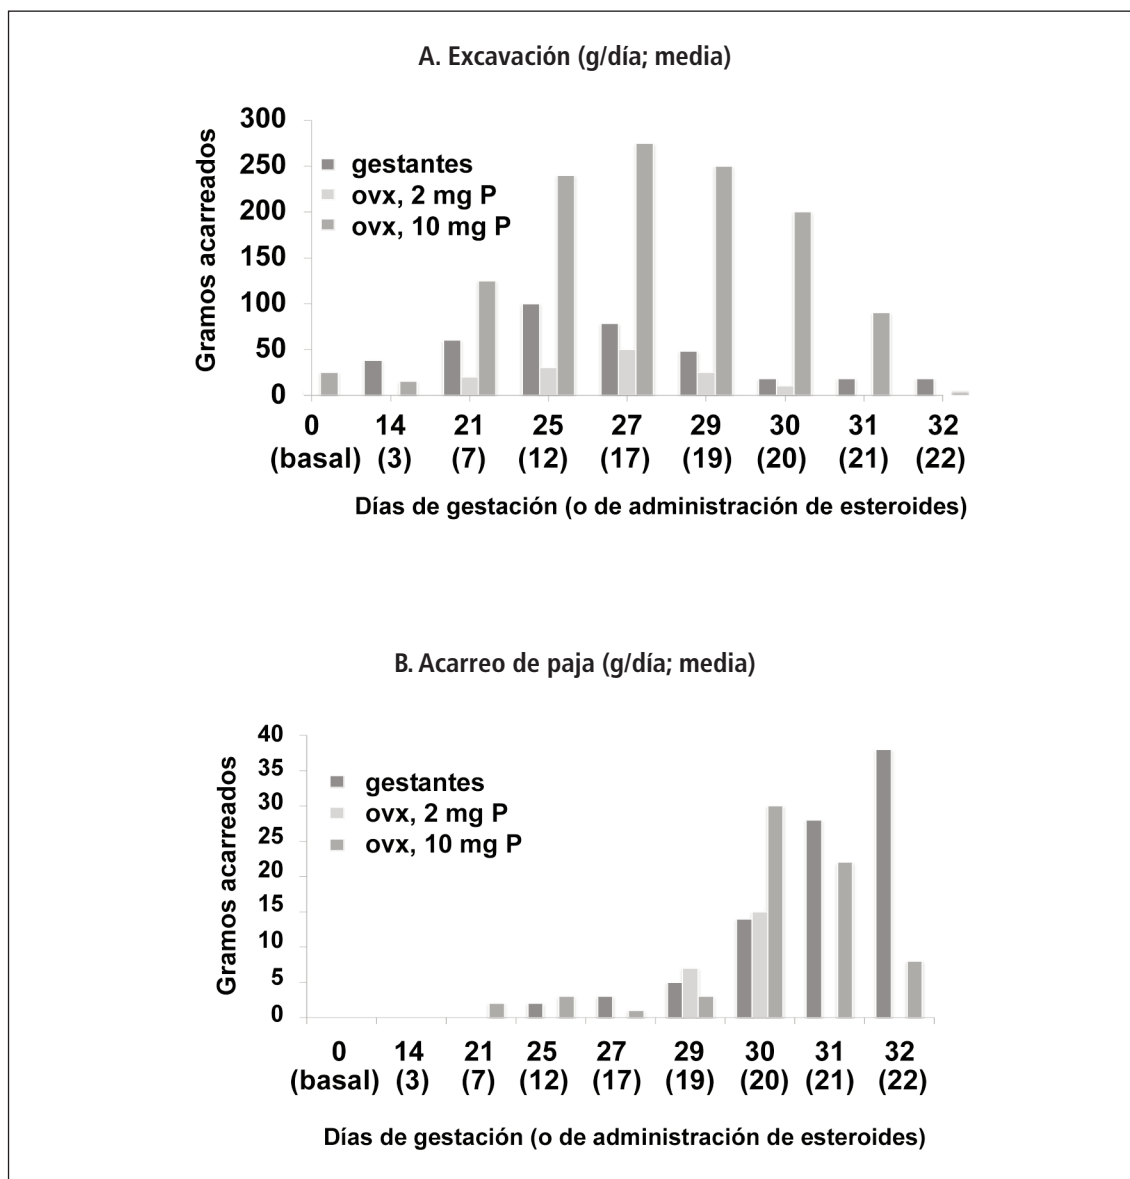 A. Excavación (g/día; media)
Gramos acarreados
300
250
200
150
100
50
0
gestantes
ovx, 2 mg P
ovx, 10 mg P
0 14 21 25 27 29 30 31 32
(basal) (3) (7) (12) (17) (19) (20) (21) (22)
Días de gestación (o de administración de esteroides)
B. Acarreo de paja (g/día; media)
Gramos acarreados
40
35
30
25
20
15
10
5
0
gestantes
ovx, 2 mg P
ovx, 10 mg P
0 14 21 25 27 29 30 31 32
(basal) (3) (7) (12) (17) (19) (20) (21) (22)
Días de gestación (o de administración de esteroides)